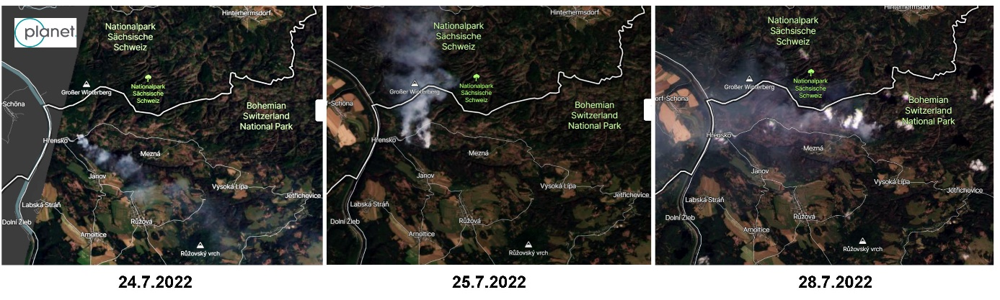 planet.
Hinterhermsdorf
Nationalpark
Sächsische
Schweiz
Großer Winterberg
Nationalpark
Sächsische
Schweiz
-Schöna
Bohemian
Switzerland
National Park
Hřensko
Mezná
Janov
Vysoká Lípa
Jetřichovice
Labská Stráň
Dolní Žleb
Růžová
Arnoltice
Růžovský vrch
24.7.2022
Hinterhermsdorf
Nationalpark
Sächsische
Schweiz
Großer Winterberg
Nationalpark
Sächsische
Schweiz
f-Schöna
Bohemian
Switzerland
National Park
Hřensko
Mezná
Janov
Vysoká Lípa
Jetřichovice
Labská Stráň
Dolní Žleb
Růžová
Arnoltice
Růžovský vrch
25.7.2022
Hinterhermsdorf
Nationalpark
Sächsische
Schweiz
Großer Winterberg
Nationalpark
Sächsische
Schweiz
orf-Schöna
Bohemian
Switzerland
National Park
Hřensko
Mezná
Janov
Vysoká Lípa
Jetřichovice
Labská Stráň
Dolní Žleb
Růžová
Arnoltice
Růžovský vrch
28.7.2022